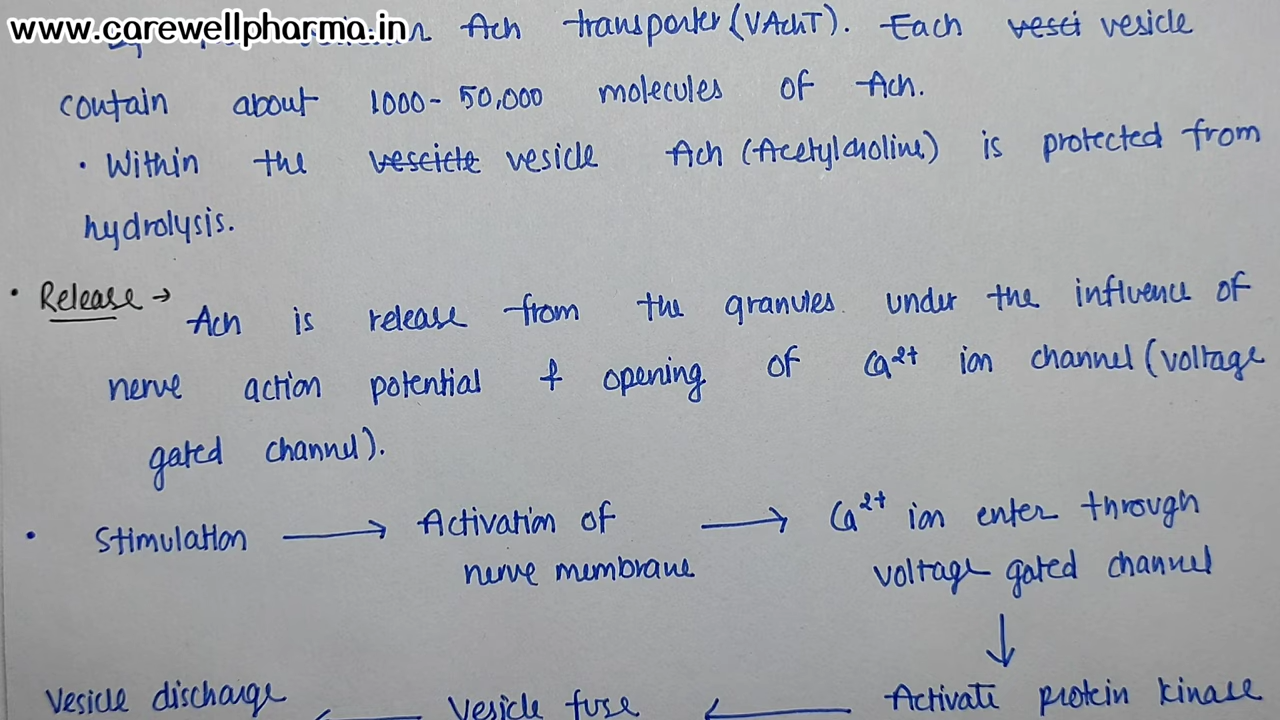 www.carewellpharma.in
Ach transporter (VAchT). Each vesci vesicle
contain about 1000-50,000 molecules of Ach.
• Within the vescicle vesicle Ach (Acetylcholine) is protected from
hydrolysis.
• Release → Ach is release from the granules under the influence of
nerve action potential & opening of Ca2+ ion channel (voltage
gated channel).
• Stimulation → Activation of → Ca2+ ion enter through
nerve membrane voltage gated channel
↓
Vesicle discharge ← Vesicle fuse ← Activate protein kinase